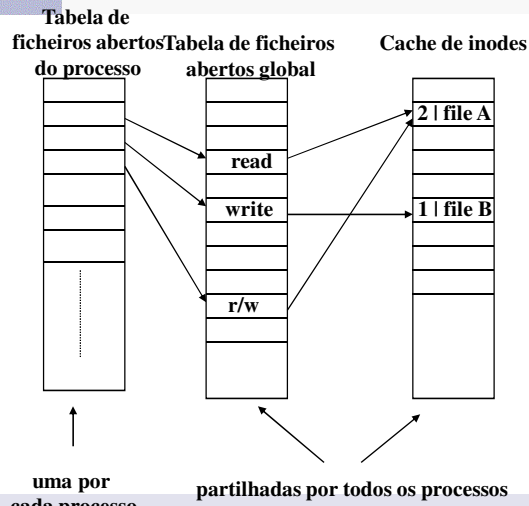 Tabela de
ficheiros abertos
do processo
Tabela de ficheiros
abertos global
Cache de inodes
2 | file A
read
write
1 | file B
r/w
uma por
cada processo
partilhadas por todos os processos